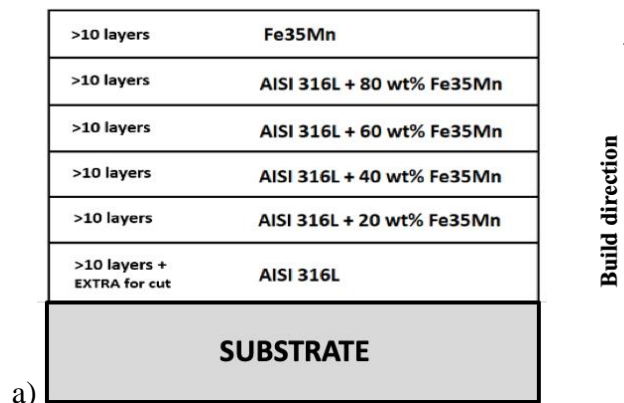 >10 layers Fe35Mn
>10 layers AISI 316L + 80 wt% Fe35Mn
>10 layers AISI 316L + 60 wt% Fe35Mn
>10 layers AISI 316L + 40 wt% Fe35Mn
>10 layers AISI 316L + 20 wt% Fe35Mn
>10 layers +
EXTRA for cut AISI 316L
SUBSTRATE
a)
Build direction